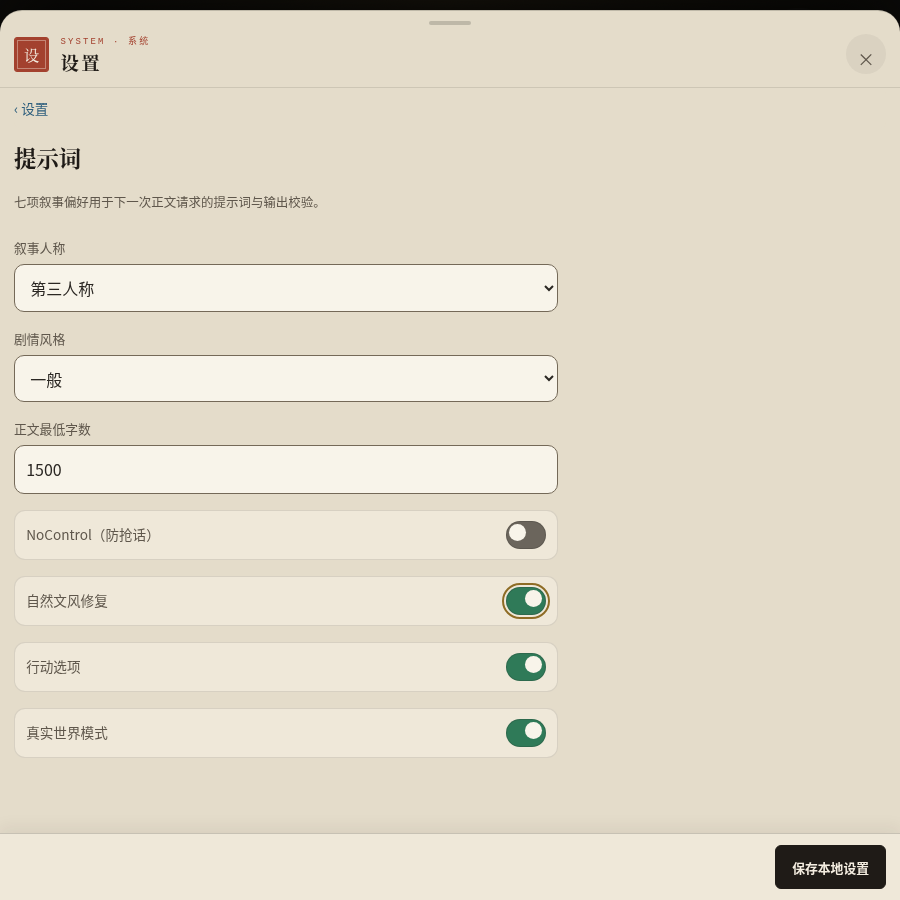 设
SYSTEM · 系统
设置
‹ 设置
提示词
七项叙事偏好用于下一次正文请求的提示词与输出校验。
叙事人称
第三人称
剧情风格
一般
正文最低字数
1500
NoControl（防抢话）
自然文风修复
行动选项
真实世界模式
保存本地设置